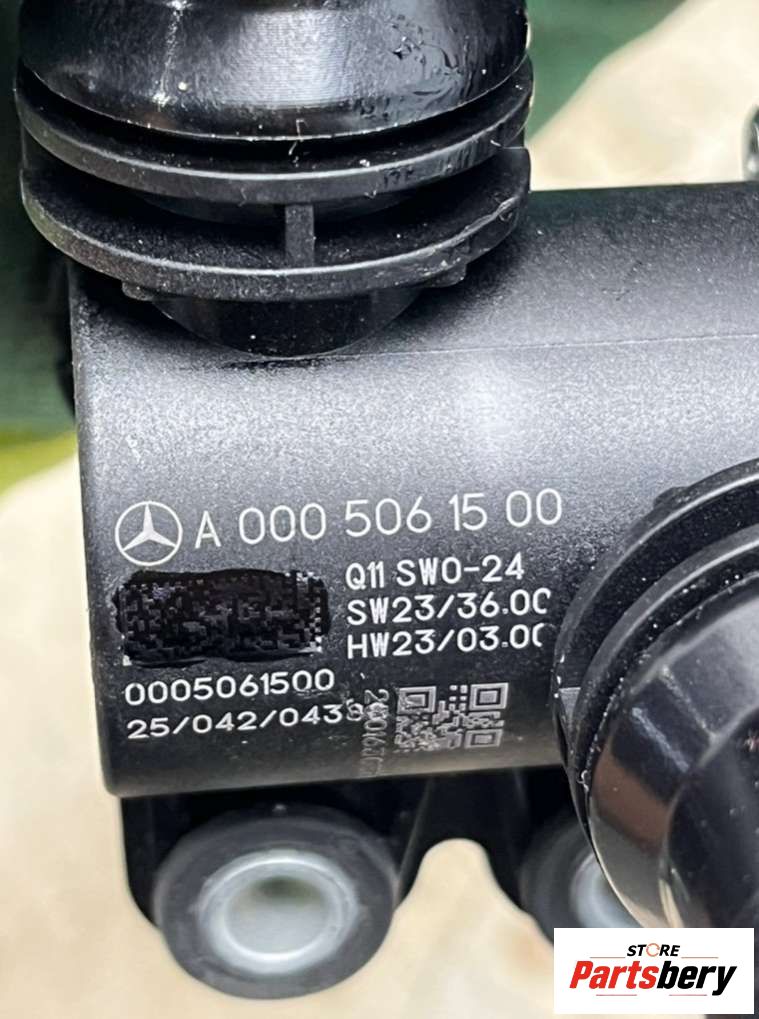 A 000 506 15 00
Q11 SW0-24
SW23/36.00
HW23/03.00
0005061500
25/042/0438
STORE
Partsbery